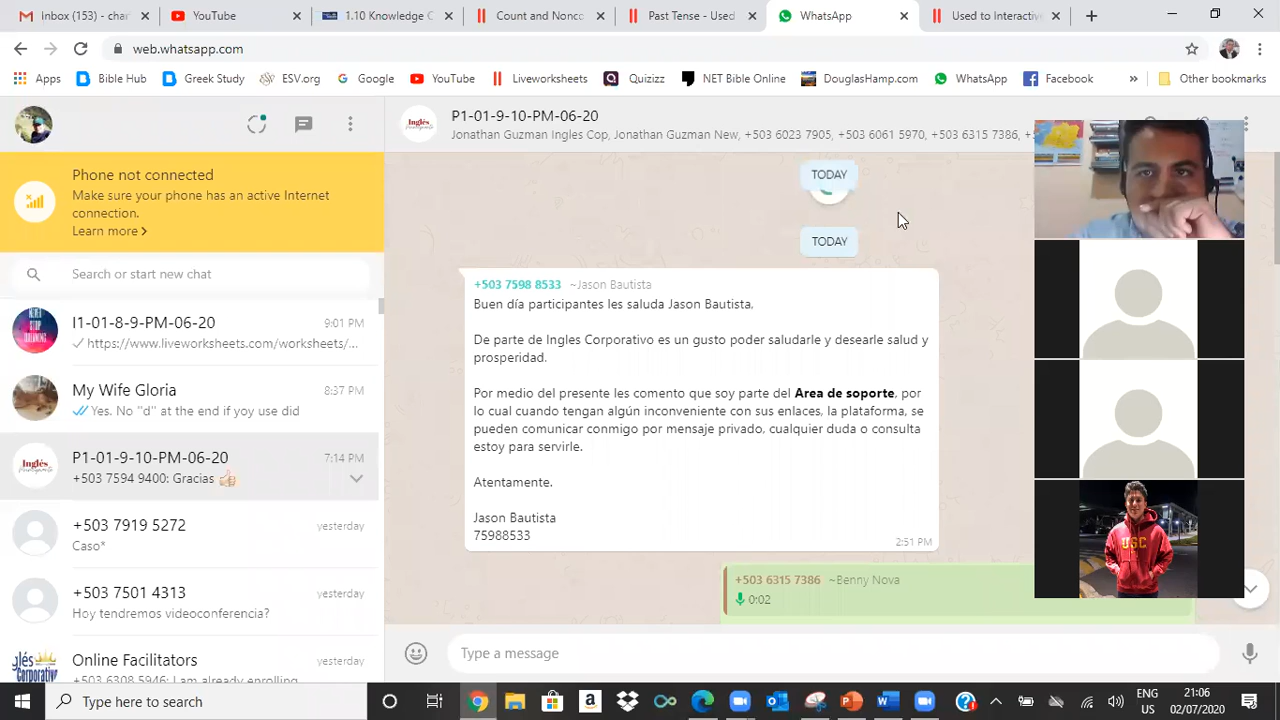 Inbox (153) - chan
YouTube
1.10 Knowledge C
Count and Nonco
Past Tense - Used
WhatsApp
Used to Interactiv
web.whatsapp.com
Apps
Bible Hub
Greek Study
ESV.org
Google
YouTube
Liveworksheets
Quizizz
NET Bible Online
DouglasHamp.com
WhatsApp
Facebook
»
Other bookmarks
Phone not connected
Make sure your phone has an active Internet
connection.
Learn more >
Search or start new chat
I1-01-8-9-PM-06-20
9:01 PM
https://www.liveworksheets.com/worksheets/...
My Wife Gloria
8:37 PM
Yes. No "d" at the end if yoy use did
P1-01-9-10-PM-06-20
7:14 PM
+503 7594 9400: Gracias 👍🏻
+503 7919 5272
yesterday
Caso*
+503 7501 4313
yesterday
Hoy tendremos videoconferencia?
Online Facilitators
yesterday
+503 6308 5946: I am already enrolling
Inglés
P1-01-9-10-PM-06-20
Jonathan Guzman Ingles Cop, Jonathan Guzman New, +503 6023 7905, +503 6061 5970, +503 6315 7386,
TODAY
TODAY
+503 7598 8533 ~Jason Bautista
Buen día participantes les saluda Jason Bautista,
De parte de Ingles Corporativo es un gusto poder saludarle y desearle salud y
prosperidad.
Por medio del presente les comento que soy parte del Area de soporte, por
lo cual cuando tengan algún inconveniente con sus enlaces, la plataforma, se
pueden comunicar conmigo por mensaje privado, cualquier duda o consulta
estoy para servirle.
Atentamente.
Jason Bautista
75988533
2:51 PM
+503 6315 7386 ~Benny Nova
0:02
USC
Type a message
Type here to search
ENG
US
21:06
02/07/2020